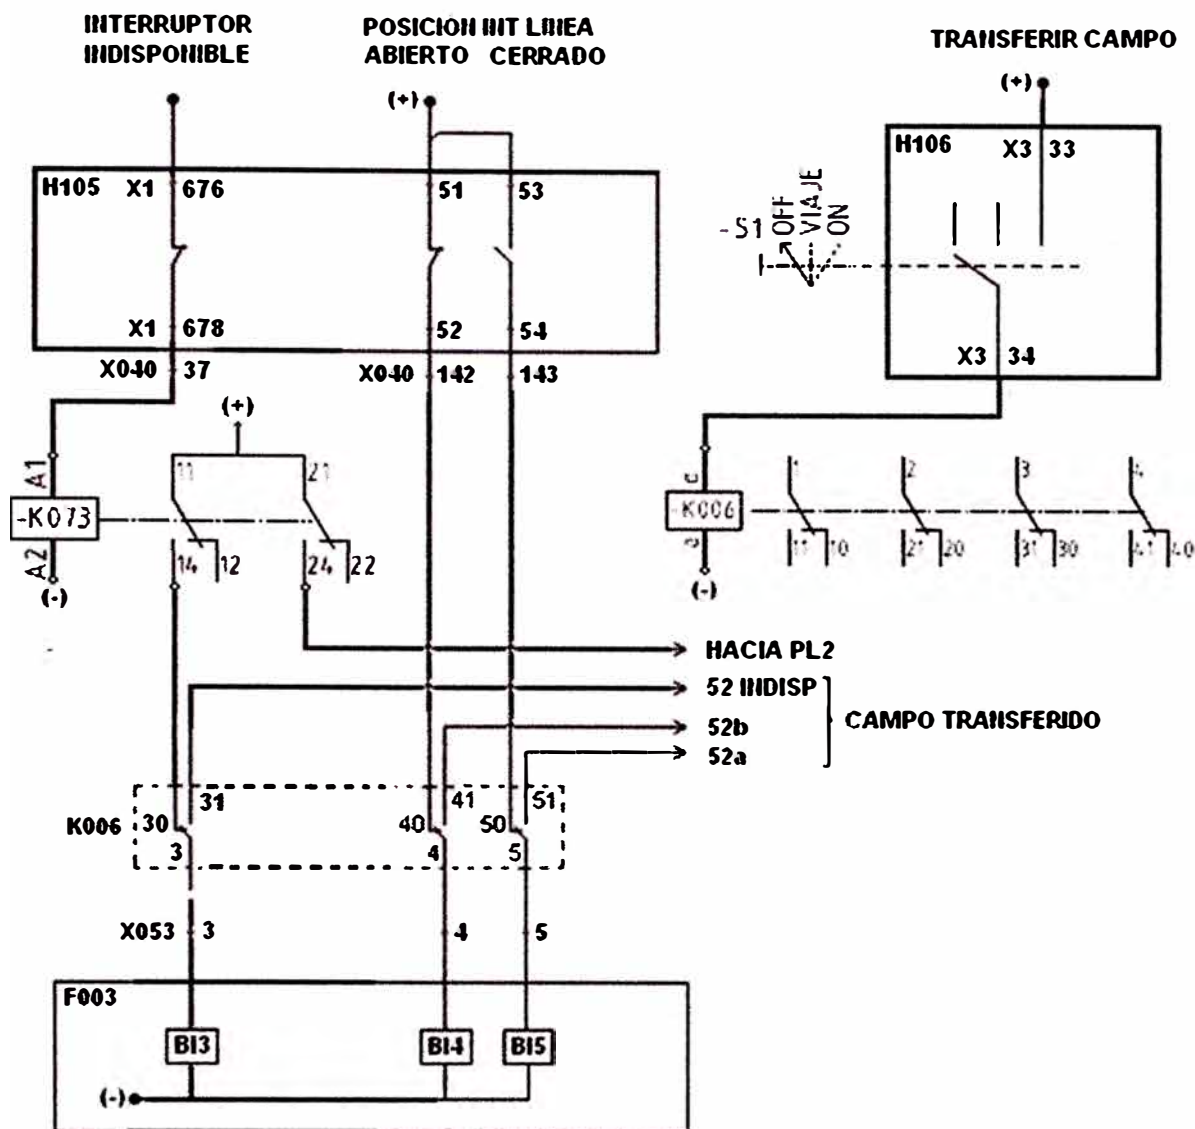 INTERRUPTOR
INDISPONIBLE
POSICION INT LINEA
ABIERTO CERRADO
TRANSFERIR CAMPO
(+)
(+)
H105 X1 676
51 53
H106 X3 33
-S1 OFF VIAJE ON
X1 678
52 54
X3 34
X040 37
X040 142 143
(+)
A1
-K073
A2
(-)
11 21
14 12 24 22
c
-K006
a
(-)
1 2 3 4
11 10 21 20 31 30 41 40
HACIA PL2
52 INDISP
52b
52a
CAMPO TRANSFERIDO
31 41 51
K006 30 40 50
3 4 5
X053 3 4 5
F003
BI3 BI4 BI5
(-)